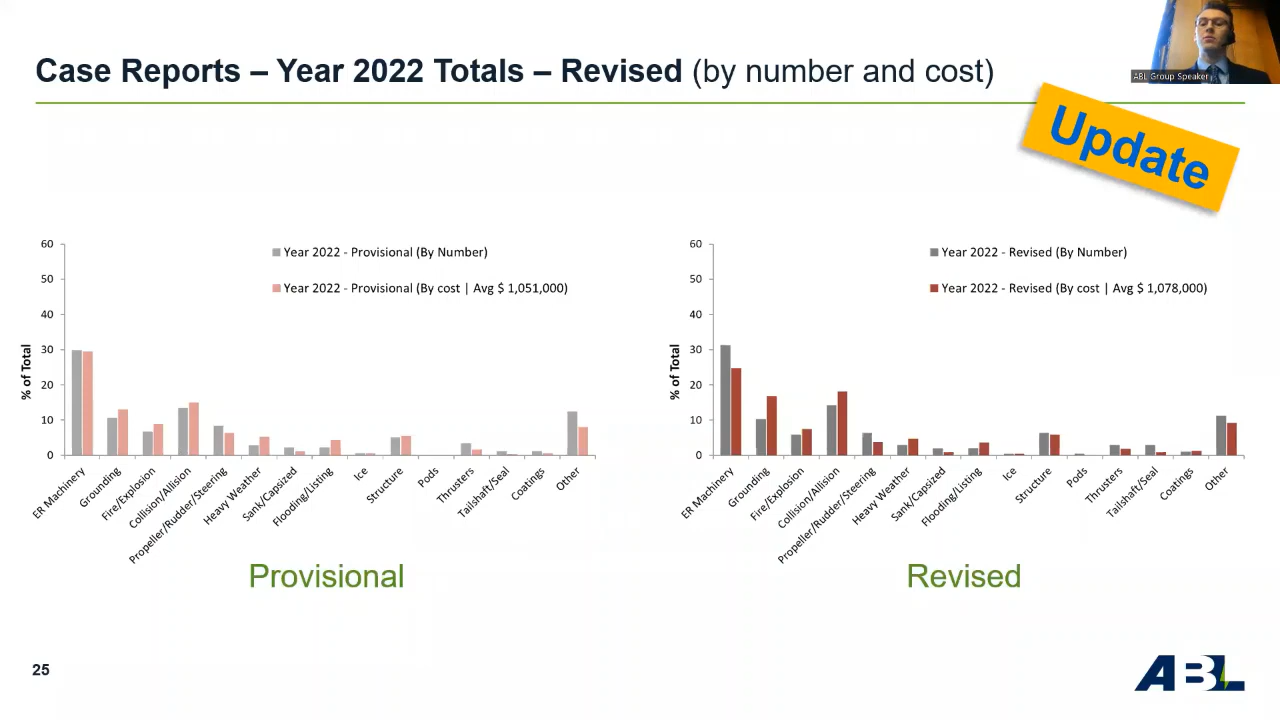 Case Reports – Year 2022 Totals – Revised (by number and cost)
ABL Group Speaker
Update
Year 2022 - Provisional (By Number)
Year 2022 - Provisional (By cost | Avg $ 1,051,000)
% of Total
60
50
40
30
20
10
0
ER Machinery
Grounding
Fire/Explosion
Collision/Allision
Propeller/Rudder/Steering
Heavy Weather
Sank/Capsized
Flooding/Listing
Ice
Structure
Pods
Thrusters
Tailshaft/Seal
Coatings
Other
Provisional
Year 2022 - Revised (By Number)
Year 2022 - Revised (By cost | Avg $ 1,078,000)
% of Total
60
50
40
30
20
10
0
ER Machinery
Grounding
Fire/Explosion
Collision/Allision
Propeller/Rudder/Steering
Heavy Weather
Sank/Capsized
Flooding/Listing
Ice
Structure
Pods
Thrusters
Tailshaft/Seal
Coatings
Other
Revised
25
ABL